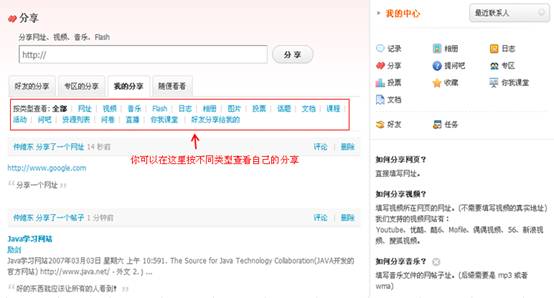 分享
分享网址、视频、音乐、Flash
http://
分 享
好友的分享
专区的分享
我的分享
随便看看
按类型查看: 全部 | 网址 | 视频 | 音乐 | Flash | 日志 | 相册 | 图片 | 投票 | 话题 | 文档 | 课程 |
活动 | 问吧 | 资源列表 | 问卷 | 直播 | 你我课堂 | 好友分享给我的
你可以在这里按不同类型查看自己的分享
仲维东 分享了一个网址 14 秒前
评论 | 删除
http://www.google.com
分享一个网址
仲维东 分享了一个帖子 1 分钟前
评论 | 删除
Java学习网站
Java学习网站2007年03月03日 星期六 上午 10:591. The Source for Java Technology Collaboration(JAVA开发的
官方网站) http://www.java.net/ - 外文 2. j ...
好的东西就应该让所有的人看到!
我的中心
最近联系人
记录
相册
日志
分享
提问吧
专区
投票
收藏
你我课堂
文档
好友
任务
如何分享网页?
直接填写网址。
如何分享视频?
填写视频所在网页的网址。(不需要填写视频的真实地址)
我们支持的视频网站有：
Youtube、优酷、酷6、Mofile、偶偶视频、56、新浪视
频、搜狐视频。
如何分享音乐?
填写音乐文件的网帖子址。(后缀需要是 mp3 或者
wma)